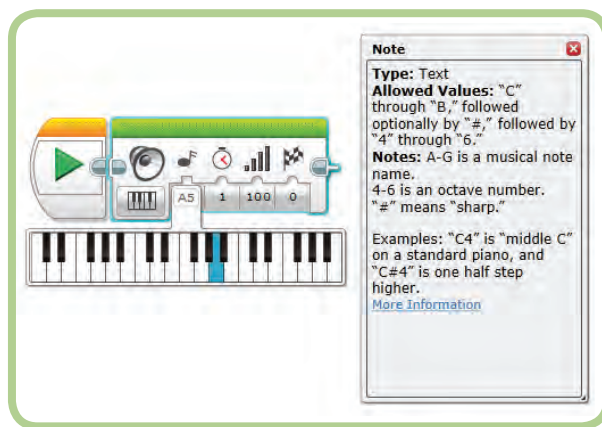 Note
Type: Text
Allowed Values: “C”
through “B,” followed
optionally by “#,” followed by
“4” through “6.”
Notes: A-G is a musical note
name.
4-6 is an octave number.
“#” means “sharp.”
Examples: “C4” is “middle C”
on a standard piano, and
“C#4” is one half step
higher.
More Information
A5 1 100 0